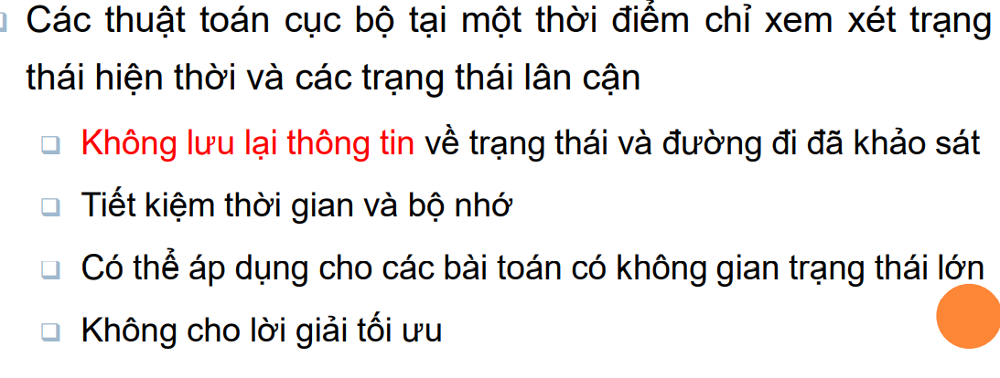 Các thuật toán cục bộ tại một thời điểm chỉ xem xét trạng
thái hiện thời và các trạng thái lân cận
Không lưu lại thông tin về trạng thái và đường đi đã khảo sát
Tiết kiệm thời gian và bộ nhớ
Có thể áp dụng cho các bài toán có không gian trạng thái lớn
Không cho lời giải tối ưu